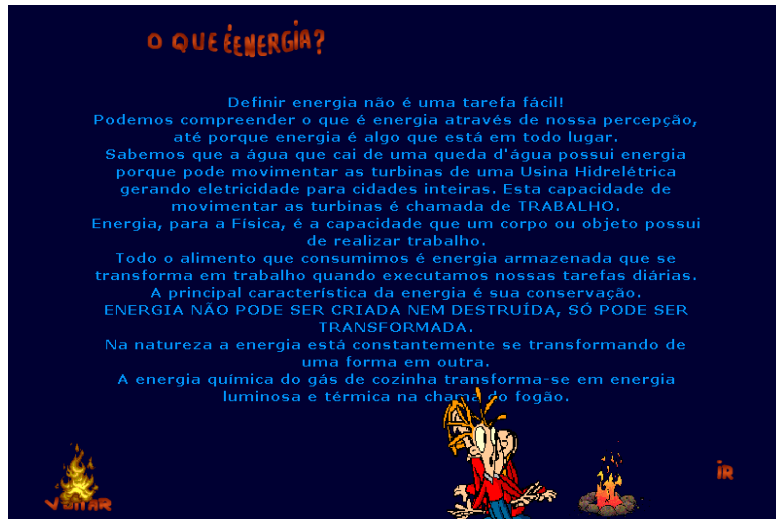 O QUE É ENERGIA?
Definir energia não é uma tarefa fácil!
Podemos compreender o que é energia através de nossa percepção,
até porque energia é algo que está em todo lugar.
Sabemos que a água que cai de uma queda d'água possui energia
porque pode movimentar as turbinas de uma Usina Hidrelétrica
gerando eletricidade para cidades inteiras. Esta capacidade de
movimentar as turbinas é chamada de TRABALHO.
Energia, para a Física, é a capacidade que um corpo ou objeto possui
de realizar trabalho.
Todo o alimento que consumimos é energia armazenada que se
transforma em trabalho quando executamos nossas tarefas diárias.
A principal característica da energia é sua conservação.
ENERGIA NÃO PODE SER CRIADA NEM DESTRUÍDA, SÓ PODE SER
TRANSFORMADA.
Na natureza a energia está constantemente se transformando de
uma forma em outra.
A energia química do gás de cozinha transforma-se em energia
luminosa e térmica na chama do fogão.
VOLTAR
IR